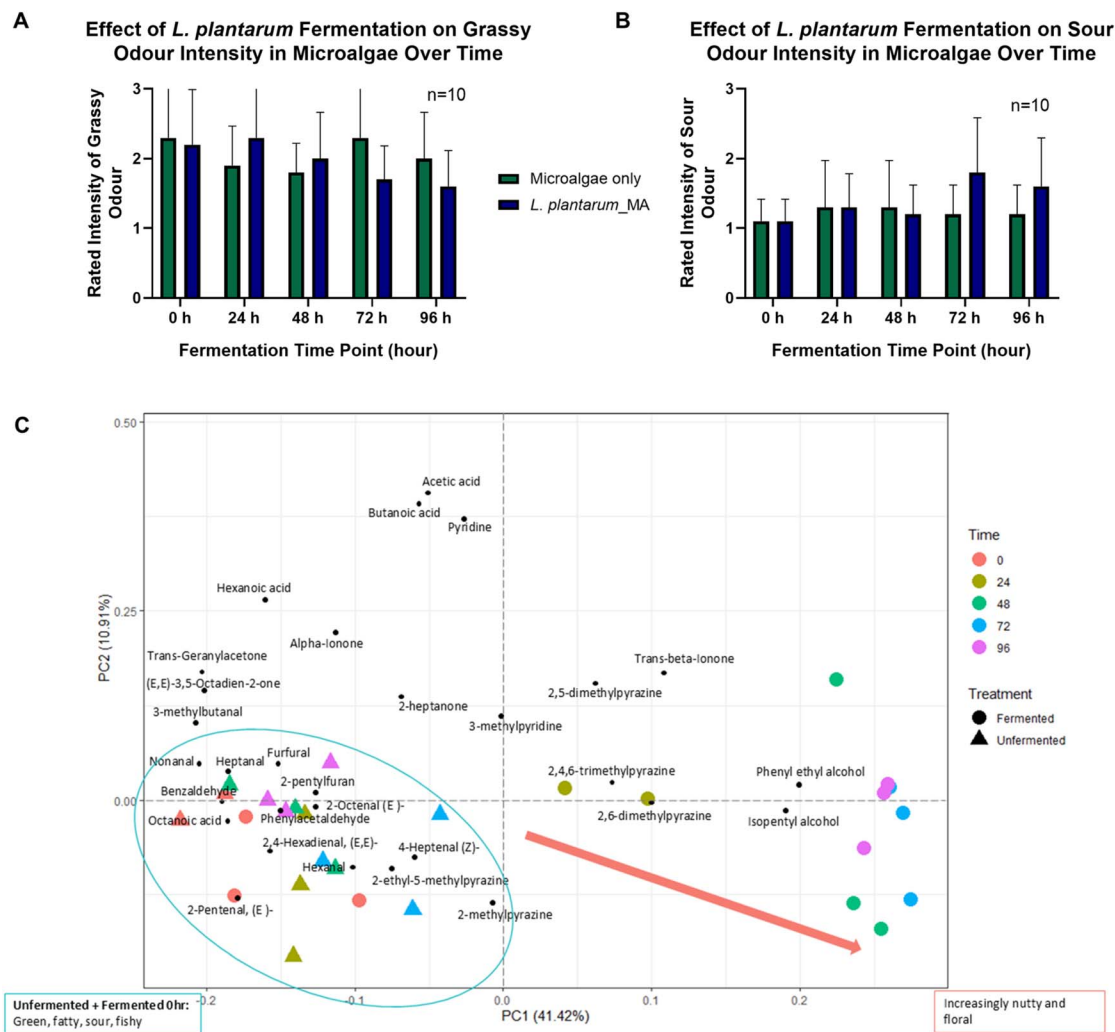 A
Effect of L. plantarum Fermentation on Grassy
Odour Intensity in Microalgae Over Time
Rated Intensity of Grassy
Odour
3
2
1
0
n=10
0 h 24 h 48 h 72 h 96 h
Fermentation Time Point (hour)
Microalgae only
L. plantarum_MA
B
Effect of L. plantarum Fermentation on Sour
Odour Intensity in Microalgae Over Time
Rated Intensity of Sour
Odour
3
2
1
0
n=10
0 h 24 h 48 h 72 h 96 h
Fermentation Time Point (hour)
C
PC2 (10.91%)
0.50
0.25
0.00
Acetic acid
Butanoic acid
Pyridine
Hexanoic acid
Alpha-Ionone
Trans-Geranylacetone
Trans-beta-Ionone
(E,E)-3,5-Octadien-2-one
2,5-dimethylpyrazine
3-methylbutanal
2-heptanone
3-methylpyridine
Nonanal
Heptanal
Furfural
2,4,6-trimethylpyrazine
Phenyl ethyl alcohol
2-pentylfuran
Benzaldehyde
2-Octenal (E )-
2,6-dimethylpyrazine
Isopentyl alcohol
Octanoic acid
Phenylacetaldehyde
2,4-Hexadienal, (E,E)-
4-Heptenal (Z)-
Hexanal
2-ethyl-5-methylpyrazine
2-Pentenal, (E )-
2-methylpyrazine
-0.2 -0.1 0.0 0.1 0.2
PC1 (41.42%)
Unfermented + Fermented 0hr:
Green, fatty, sour, fishy
Increasingly nutty and
floral
Time
0
24
48
72
96
Treatment
Fermented
Unfermented